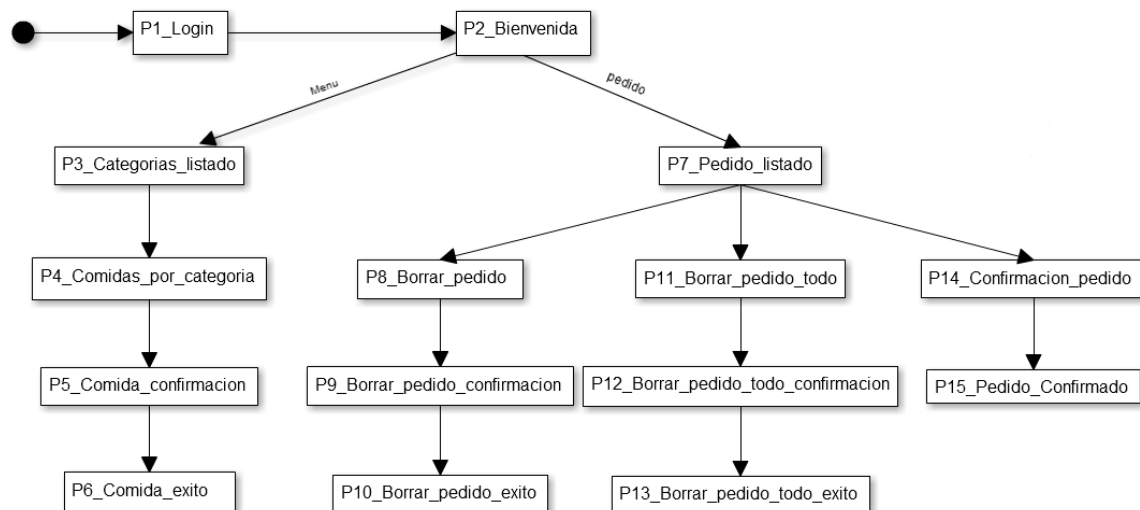 P1_Login
P2_Bienvenida
Menu
pedido
P3_Categorias_listado
P7_Pedido_listado
P4_Comidas_por_categoria
P8_Borrar_pedido
P11_Borrar_pedido_todo
P14_Confirmacion_pedido
P5_Comida_confirmacion
P9_Borrar_pedido_confirmacion
P12_Borrar_pedido_todo_confirmacion
P15_Pedido_Confirmado
P6_Comida_exito
P10_Borrar_pedido_exito
P13_Borrar_pedido_todo_exito